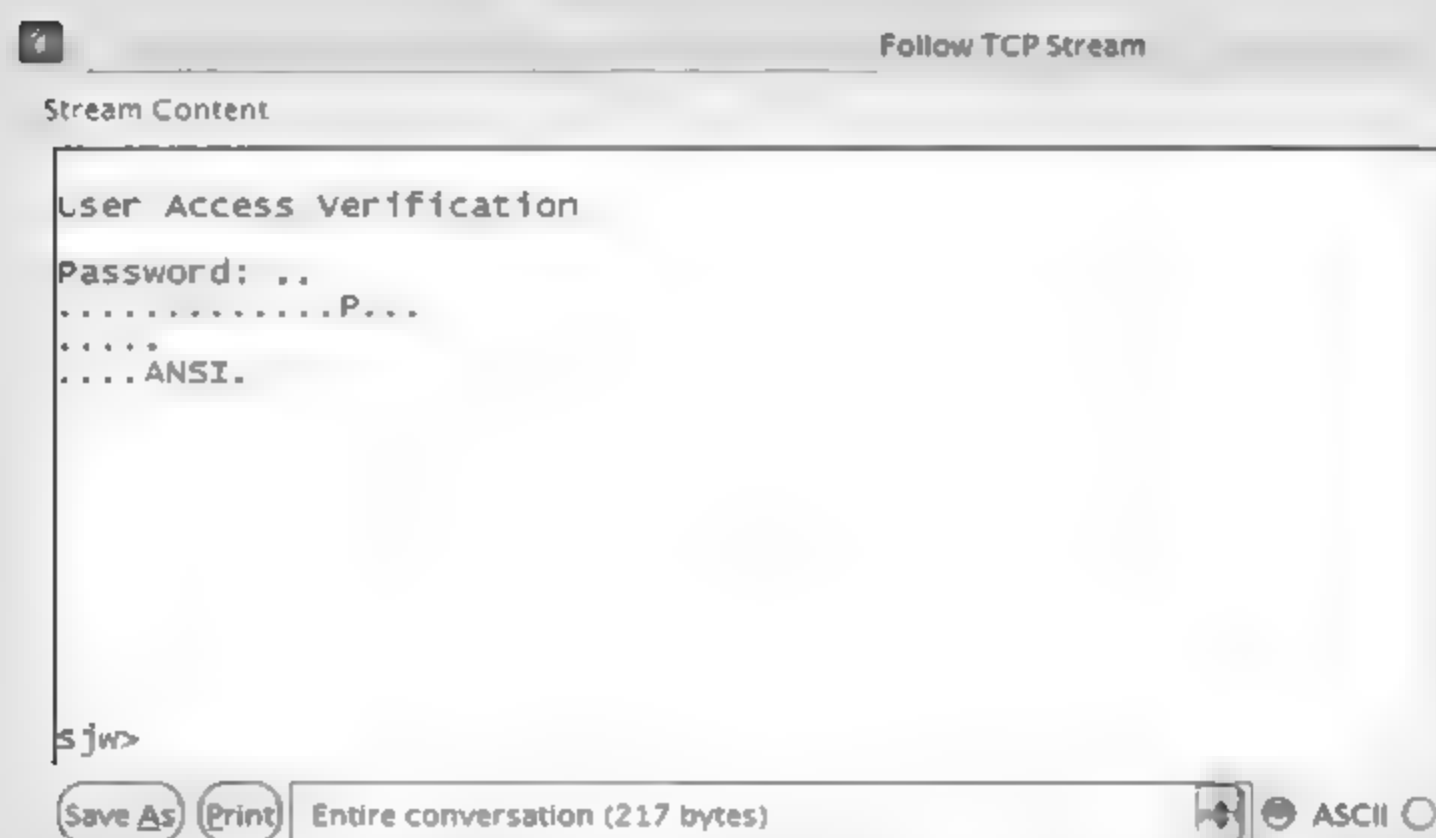 Follow TCP Stream
Stream Content
User Access Verification
Password: ..
.............P...
.....
....ANSI.
sjw>
Save As Print Entire conversation (217 bytes) ASCII